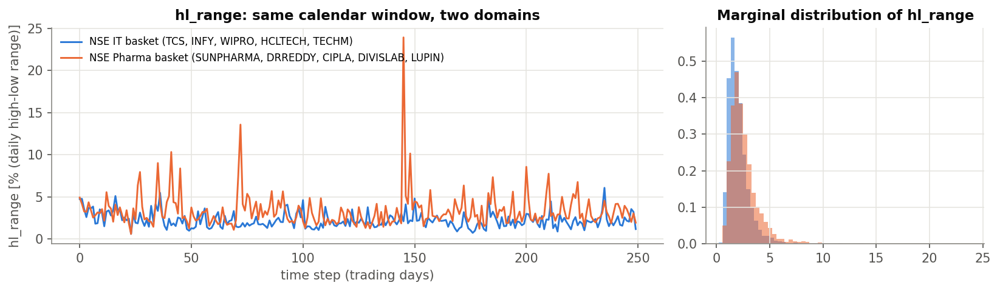 hl_range: same calendar window, two domains
hl_range [% (daily high-low range)]
25
20
15
10
5
0
NSE IT basket (TCS, INFY, WIPRO, HCLTECH, TECHM)
NSE Pharma basket (SUNPHARMA, DRREDDY, CIPLA, DIVISLAB, LUPIN)
0 50 100 150 200 250
time step (trading days)
Marginal distribution of hl_range
0.5
0.4
0.3
0.2
0.1
0.0
0 5 10 15 20 25